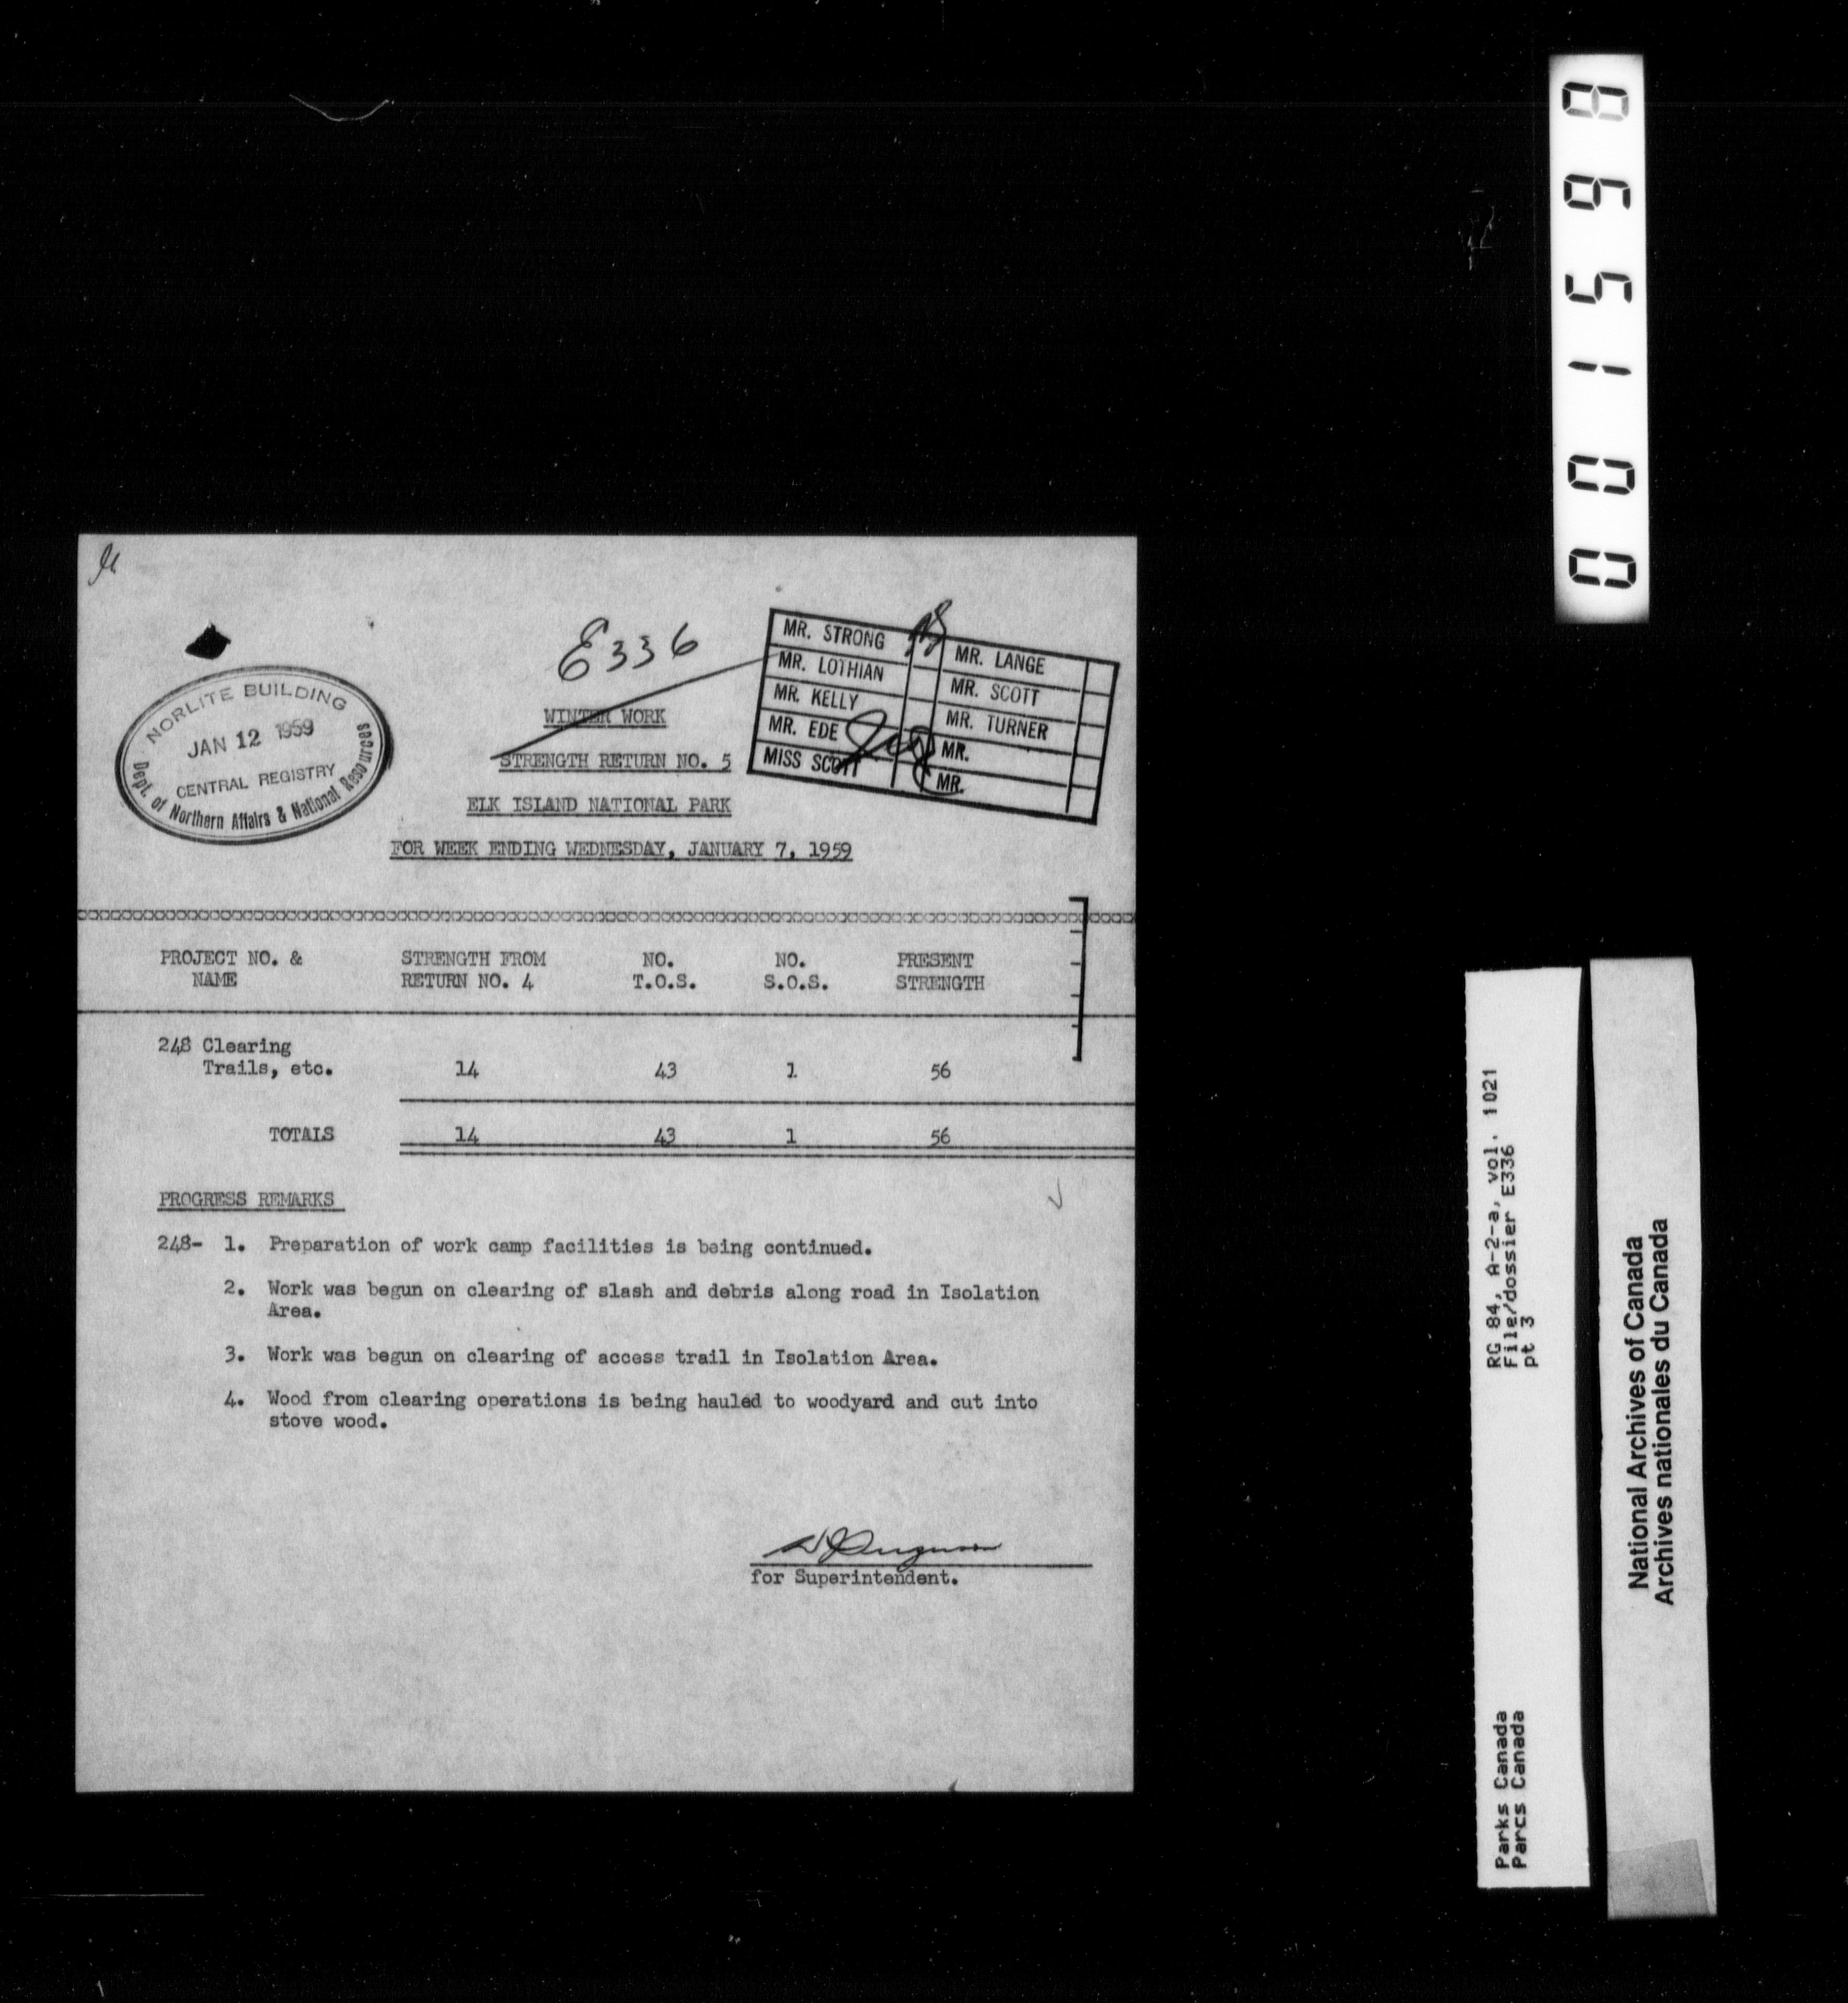 E336
NORLITE BUILDING
JAN 12 1959
CENTRAL REGISTRY
Dept. of Northern Affairs & National Resources
MR. STRONG
MR. LOTHIAN
MR. KELLY
MR. EDE
MISS SCOTT
MR. LANGE
MR. SCOTT
MR. TURNER
MR.
MR.
WINTER WORK
STRENGTH RETURN NO. 5
ELK ISLAND NATIONAL PARK
FOR WEEK ENDING WEDNESDAY, JANUARY 7, 1959
PROJECT NO. & STRENGTH FROM NO. NO. PRESENT
NAME RETURN NO. 4 T.O.S. S.O.S. STRENGTH
248 Clearing
Trails, etc. 14 43 1 56
TOTALS 14 43 1 56
PROGRESS REMARKS
248- 1. Preparation of work camp facilities is being continued.
2. Work was begun on clearing of slash and debris along road in Isolation
Area.
3. Work was begun on clearing of access trail in Isolation Area.
4. Wood from clearing operations is being hauled to woodyard and cut into
stove wood.
for Superintendent.
001598
RG 84, A-2-a, vol. 1021
File/dossier E336
pt 3
Parks Canada
Parcs Canada
National Archives of Canada
Archives nationales du Canada